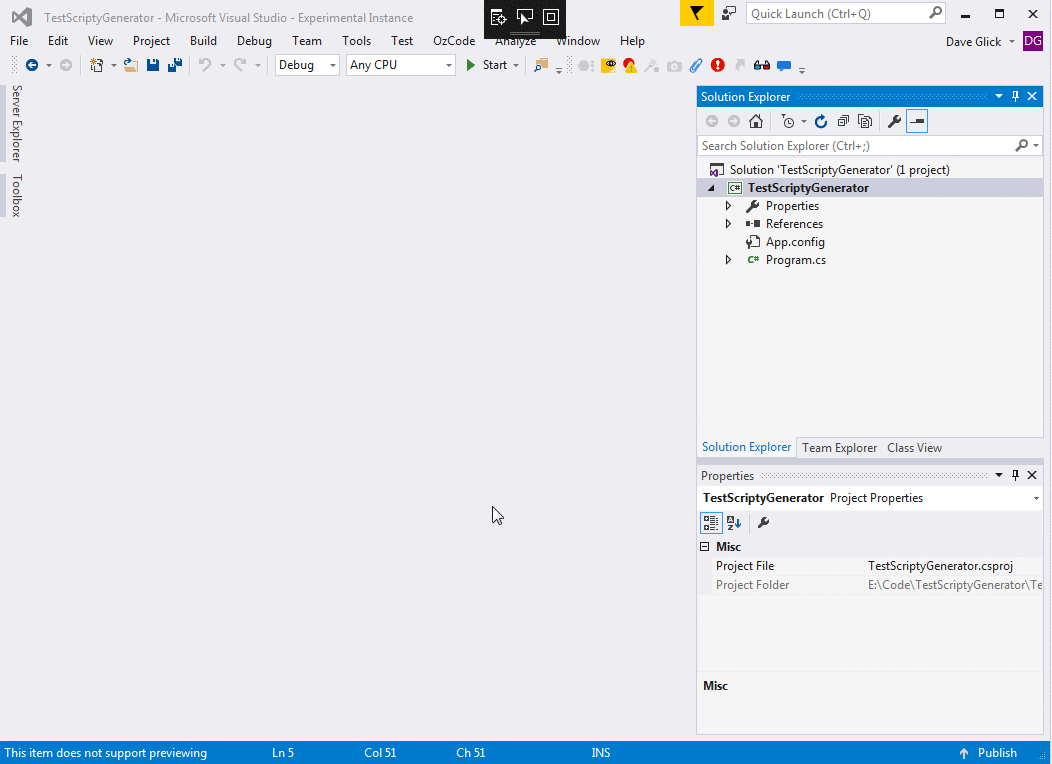 TestScriptyGenerator - Microsoft Visual Studio - Experimental Instance
Quick Launch (Ctrl+Q)
File Edit View Project Build Debug Team Tools Test OzCode Analyze Window Help
Dave Glick DG
Debug Any CPU Start
Server Explorer
Toolbox
Solution Explorer
Search Solution Explorer (Ctrl+;)
Solution 'TestScriptyGenerator' (1 project)
C# TestScriptyGenerator
Properties
References
App.config
C# Program.cs
Solution Explorer Team Explorer Class View
Properties
TestScriptyGenerator Project Properties
Misc
Project File TestScriptyGenerator.csproj
Project Folder E:\Code\TestScriptyGenerator\Te
Misc
This item does not support previewing Ln 5 Col 51 Ch 51 INS Publish